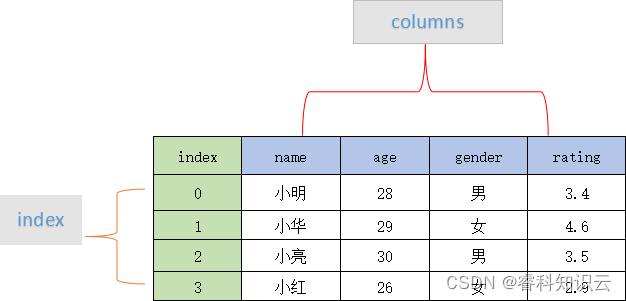 columns
index name age gender rating
0 小明 28 男 3.4
index
1 小华 29 女 4.6
2 小亮 30 男 3.5
3 小红 26 女 2.9
CSDN @睿科知识云